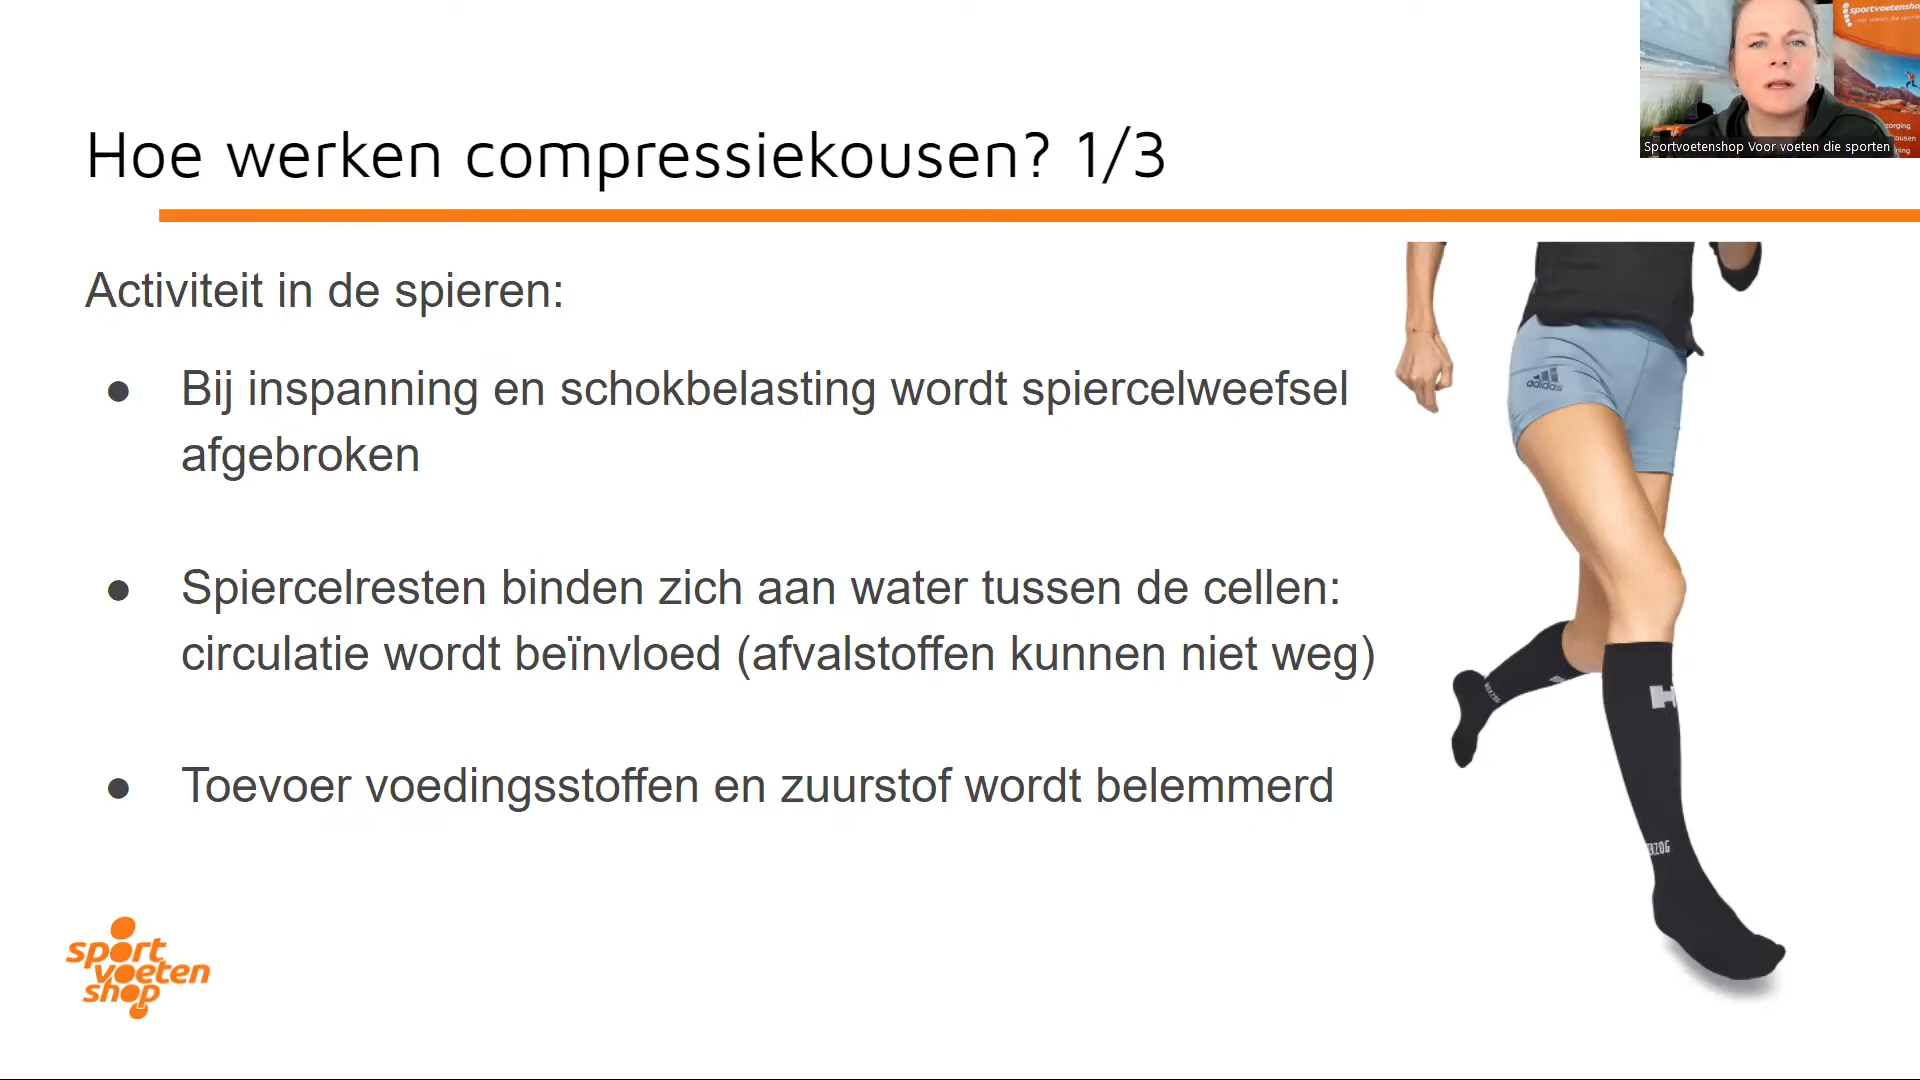 sportvoetenshop
Hoe werken compressiekousen? 1/3
Sportvoetenshop Voor voeten die sporten
Activiteit in de spieren:
● Bij inspanning en schokbelasting wordt spiercelweefsel
afgebroken
● Spiercelresten binden zich aan water tussen de cellen:
circulatie wordt beïnvloed (afvalstoffen kunnen niet weg)
● Toevoer voedingsstoffen en zuurstof wordt belemmerd
adidas
H
sport
voeten
shop